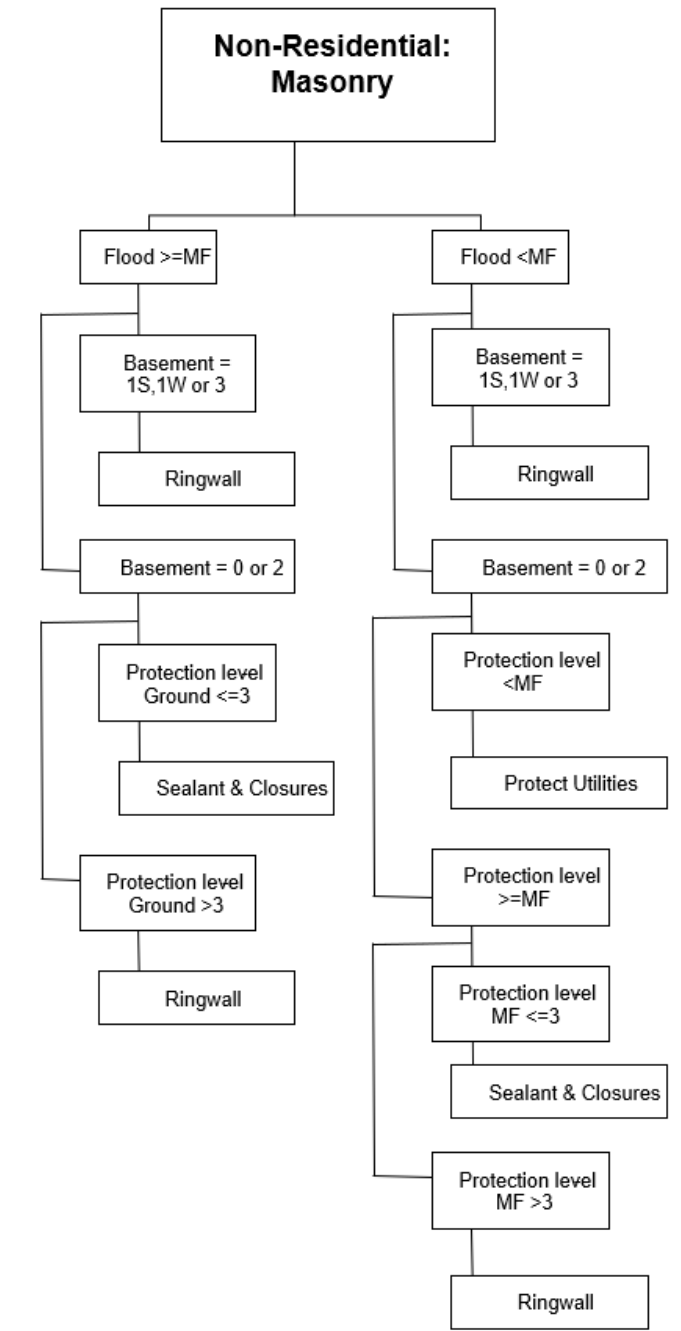 Non-Residential:
Masonry
Flood >=MF
Basement =
1S,1W or 3
Ringwall
Basement = 0 or 2
Protection level
Ground <=3
Sealant & Closures
Protection level
Ground >3
Ringwall
Flood <MF
Basement =
1S,1W or 3
Ringwall
Basement = 0 or 2
Protection level
<MF
Protect Utilities
Protection level
>=MF
Protection level
MF <=3
Sealant & Closures
Protection level
MF >3
Ringwall